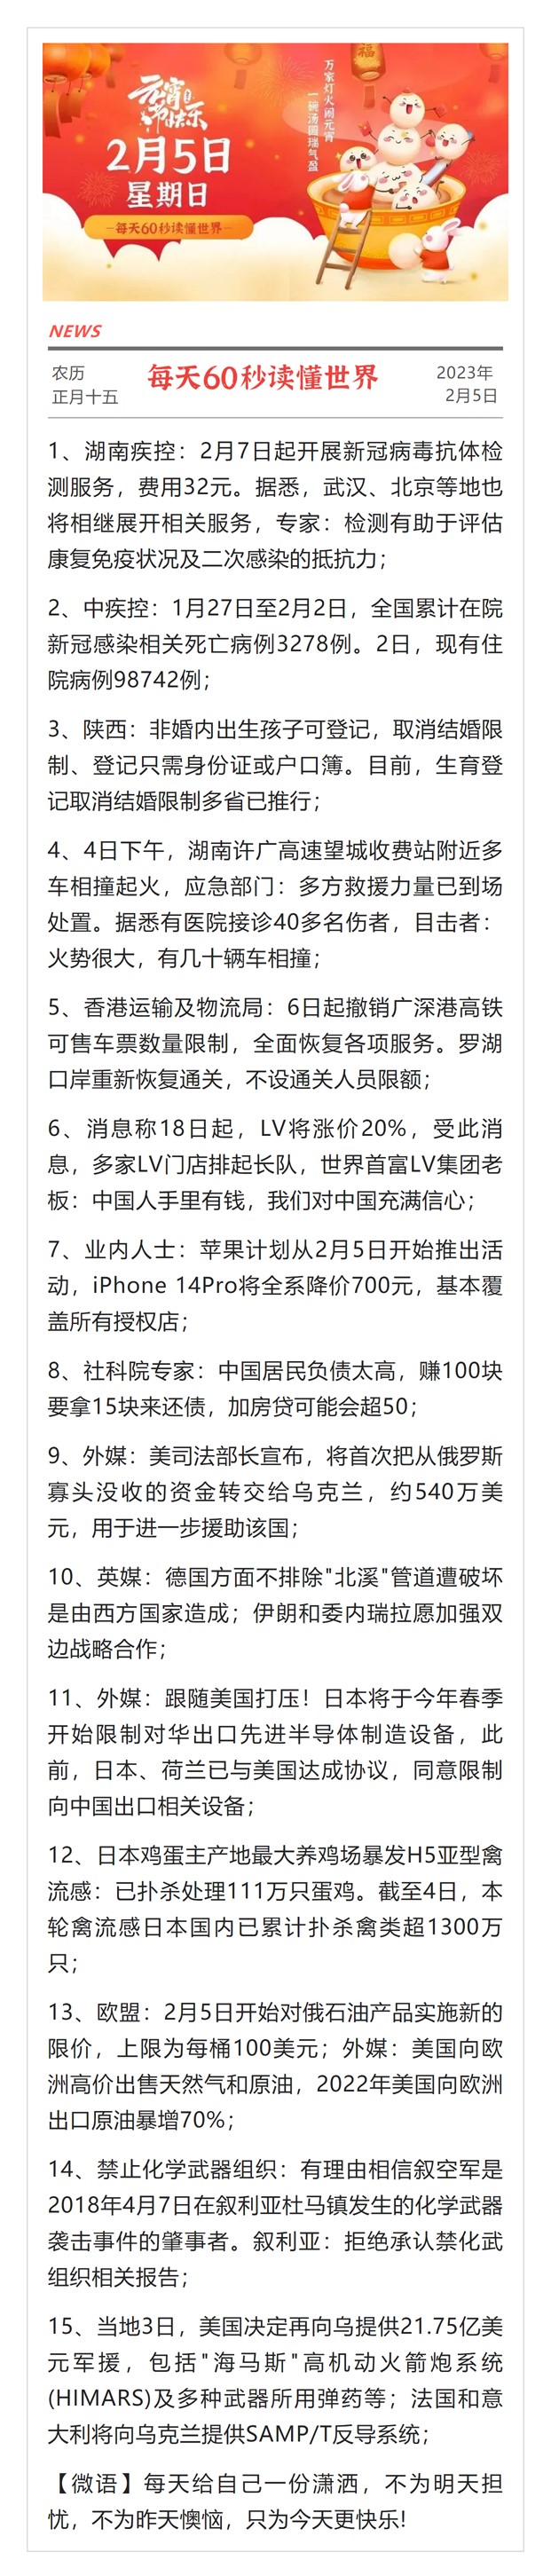 元宵节快乐
2月5日
星期日
每天60秒读懂世界
万家灯火闹元宵
一碗汤圆瑞气盈
福
NEWS
农历
正月十五
每天60秒读懂世界
2023年
2月5日
1、湖南疾控：2月7日起开展新冠病毒抗体检
测服务，费用32元。据悉，武汉、北京等地也
将相继展开相关服务，专家：检测有助于评估
康复免疫状况及二次感染的抵抗力；
2、中疾控：1月27日至2月2日，全国累计在院
新冠感染相关死亡病例3278例。2日，现有住
院病例98742例；
3、陕西：非婚内出生孩子可登记，取消结婚限
制、登记只需身份证或户口簿。目前，生育登
记取消结婚限制多省已推行；
4、4日下午，湖南许广高速望城收费站附近多
车相撞起火，应急部门：多方救援力量已到场
处置。据悉有医院接诊40多名伤者，目击者：
火势很大，有几十辆车相撞；
5、香港运输及物流局：6日起撤销广深港高铁
可售车票数量限制，全面恢复各项服务。罗湖
口岸重新恢复通关，不设通关人员限额；
6、消息称18日起，LV将涨价20%，受此消
息，多家LV门店排起长队，世界首富LV集团老
板：中国人手里有钱，我们对中国充满信心；
7、业内人士：苹果计划从2月5日开始推出活
动，iPhone 14Pro将全系降价700元，基本覆
盖所有授权店；
8、社科院专家：中国居民负债太高，赚100块
要拿15块来还债，加房贷可能会超50；
9、外媒：美司法部长宣布，将首次把从俄罗斯
寡头没收的资金转交给乌克兰，约540万美
元，用于进一步援助该国；
10、英媒：德国方面不排除"北溪"管道遭破坏
是由西方国家造成；伊朗和委内瑞拉愿加强双
边战略合作；
11、外媒：跟随美国打压！日本将于今年春季
开始限制对华出口先进半导体制造设备，此
前，日本、荷兰已与美国达成协议，同意限制
向中国出口相关设备；
12、日本鸡蛋主产地最大养鸡场暴发H5亚型禽
流感：已扑杀处理111万只蛋鸡。截至4日，本
轮禽流感日本国内已累计扑杀禽类超1300万
只；
13、欧盟：2月5日开始对俄石油产品实施新的
限价，上限为每桶100美元；外媒：美国向欧
洲高价出售天然气和原油，2022年美国向欧洲
出口原油暴增70%；
14、禁止化学武器组织：有理由相信叙空军是
2018年4月7日在叙利亚杜马镇发生的化学武器
袭击事件的肇事者。叙利亚：拒绝承认禁化武
组织相关报告；
15、当地3日，美国决定再向乌提供21.75亿美
元军援，包括"海马斯"高机动火箭炮系统
(HIMARS)及多种武器所用弹药等；法国和意
大利将向乌克兰提供SAMP/T反导系统；
【微语】每天给自己一份潇洒，不为明天担
忧，不为昨天懊恼，只为今天更快乐!